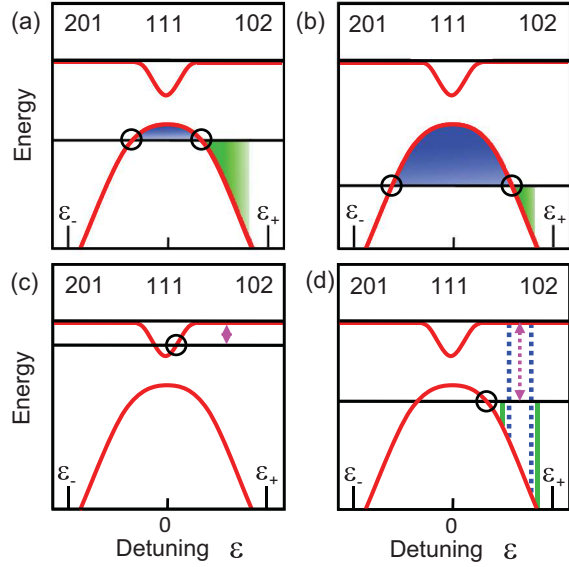 (a)
201 111 102
Energy
ε- ε+
(b)
201 111 102
ε- ε+
(c)
201 111 102
Energy
ε- ε+
0
Detuning ε
(d)
201 111 102
ε- ε+
0
Detuning ε